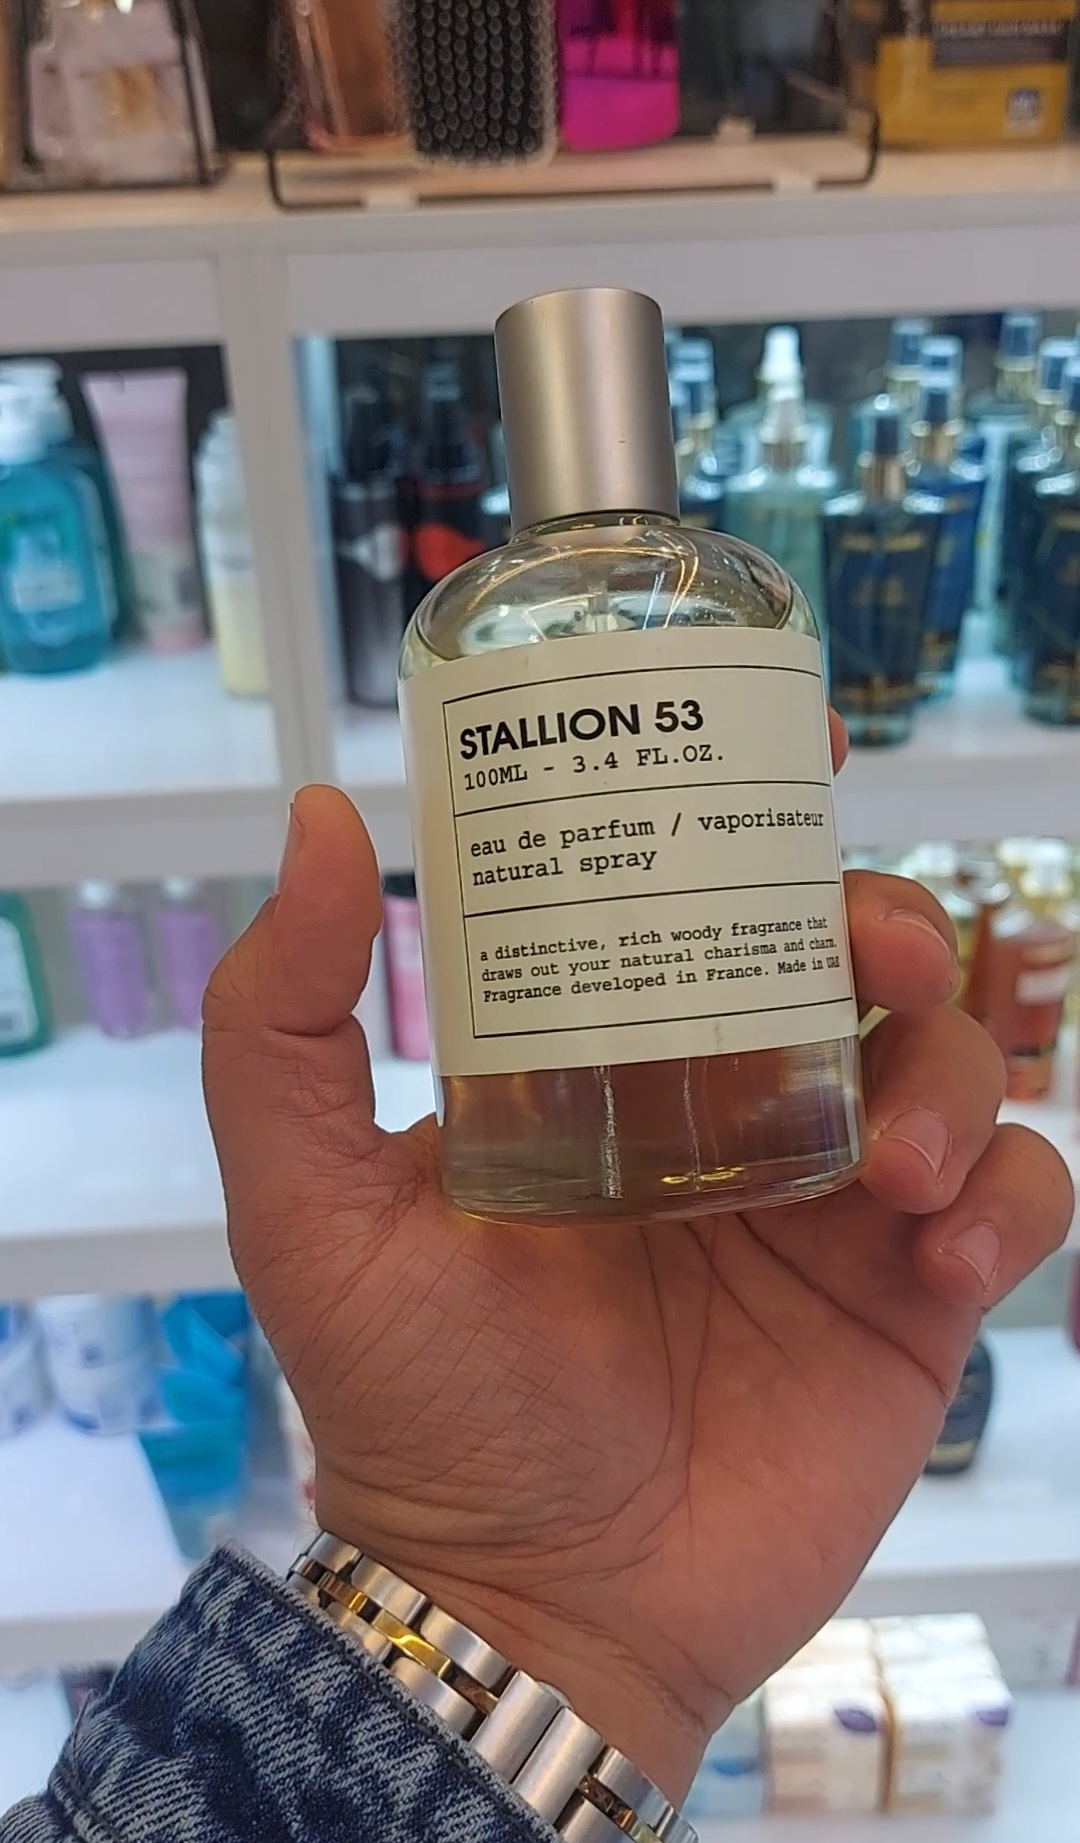 STALLION 53
100ML - 3.4 FL.OZ.
eau de parfum / vaporisateur
natural spray
a distinctive, rich woody fragrance that
draws out your natural charisma and charm.
Fragrance developed in France. Made in UAE